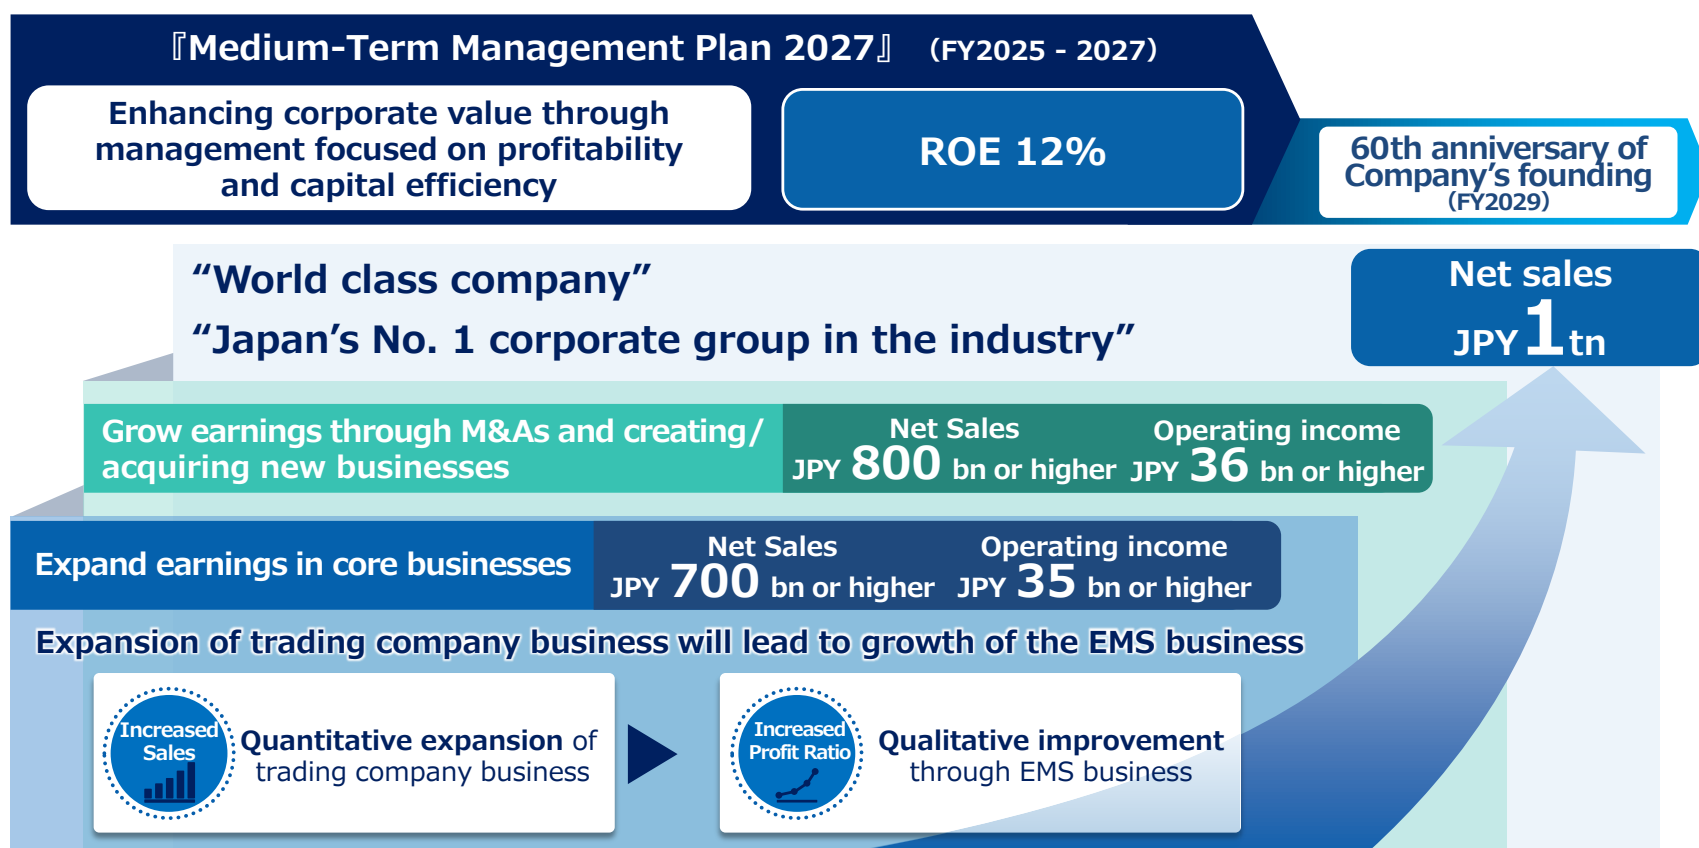 『Medium-Term Management Plan 2027』 （FY2025 - 2027）
Enhancing corporate value through
management focused on profitability
and capital efficiency
ROE 12%
60th anniversary of
Company’s founding
（FY2029）
“World class company”
“Japan’s No. 1 corporate group in the industry”
Net sales
JPY 1 tn
Grow earnings through M&As and creating/
acquiring new businesses
Net Sales
JPY 800 bn or higher
Operating income
JPY 36 bn or higher
Expand earnings in core businesses
Net Sales
JPY 700 bn or higher
Operating income
JPY 35 bn or higher
Expansion of trading company business will lead to growth of the EMS business
Increased
Sales
Quantitative expansion of
trading company business
Increased
Profit Ratio
Qualitative improvement
through EMS business